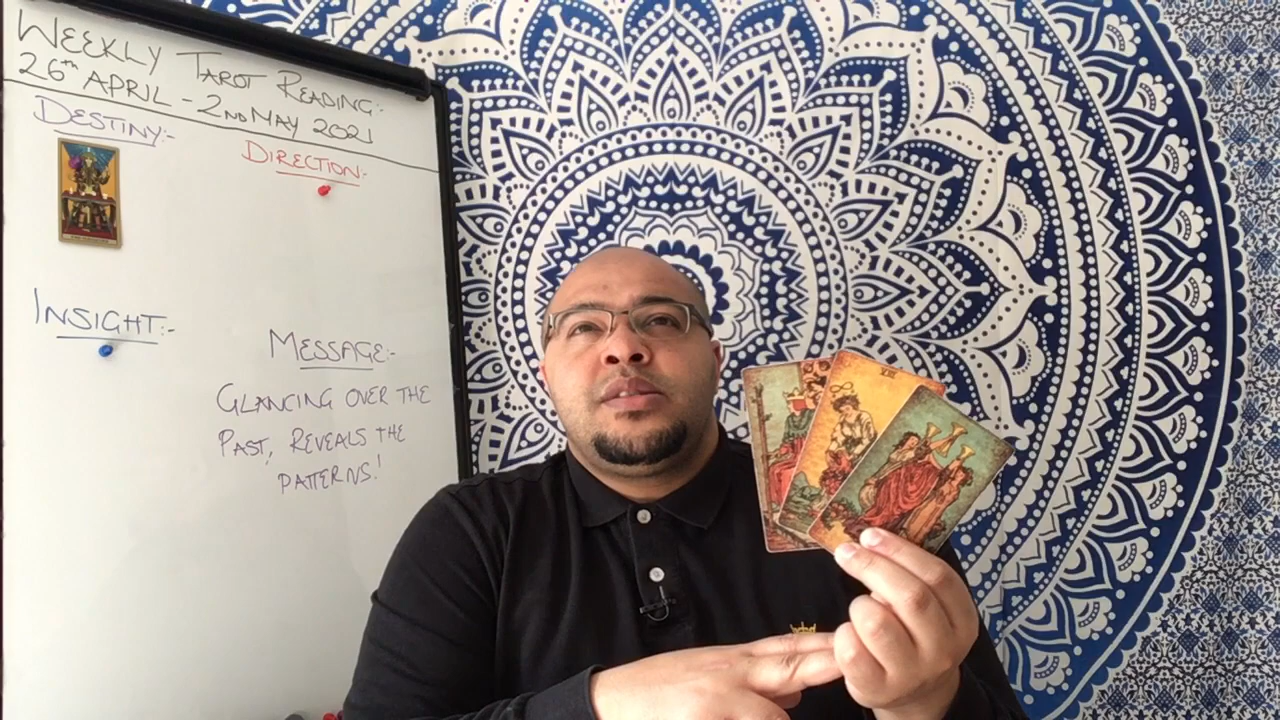 WEEKLY TAROT READING:-
26TH APRIL - 2ND MAY 2021
DESTINY:-
DIRECTION:-
INSIGHT:-
MESSAGE:-
GLANCING OVER THE
PAST, REVEALS THE
PATTERNS!
VIII